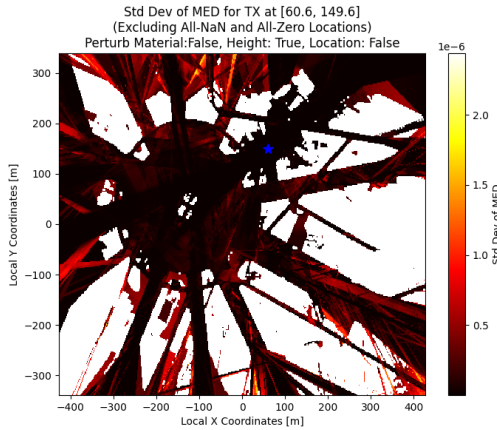 Std Dev of MED for TX at [60.6, 149.6]
(Excluding All-NaN and All-Zero Locations)
Perturb Material:False, Height: True, Location: False
1e−6
300
200
100
0
−100
−200
−300
Local Y Coordinates [m]
−400
−300
−200
−100
0
100
200
300
400
Local X Coordinates [m]
2.0
1.5
1.0
0.5
Std Dev of MED